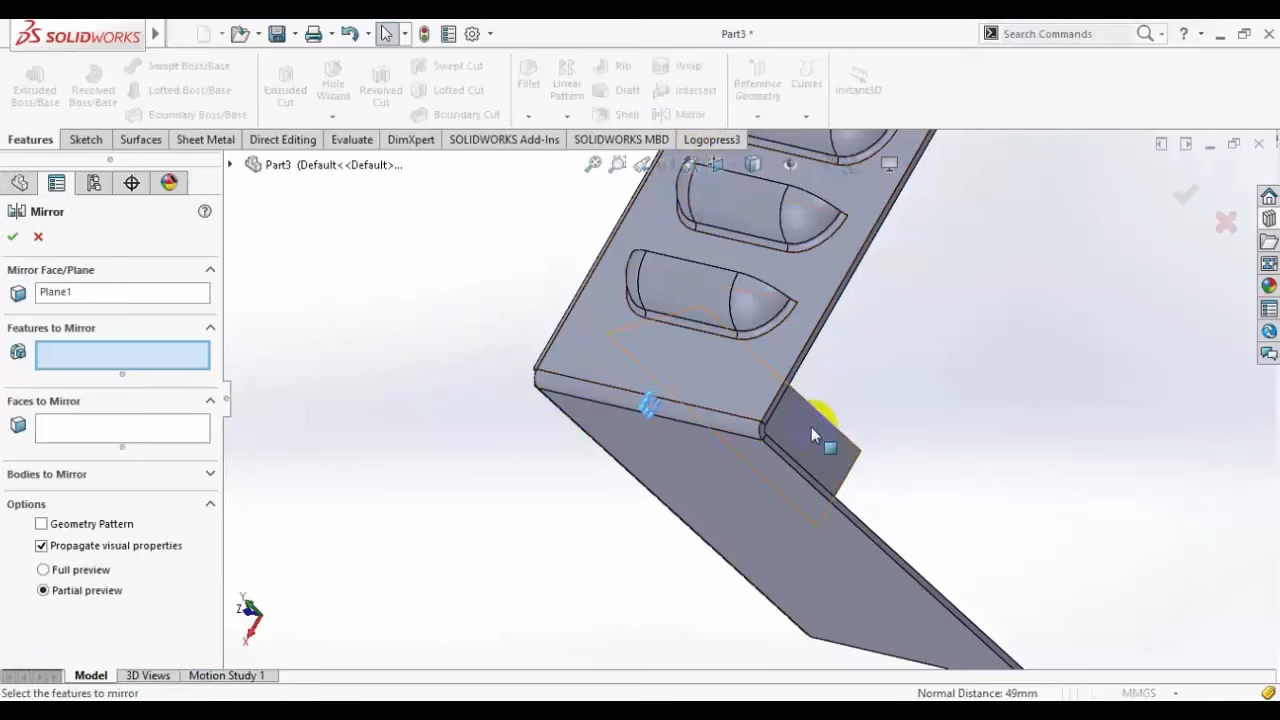 SOLIDWORKS
Part3 *
Search Commands
Extruded Boss/Base
Revolved Boss/Base
Swept Boss/Base
Lofted Boss/Base
Boundary Boss/Base
Extruded Cut
Hole Wizard
Revolved Cut
Swept Cut
Lofted Cut
Boundary Cut
Fillet
Linear Pattern
Rib
Draft
Shell
Wrap
Intersect
Mirror
Reference Geometry
Curves
Instant3D
Features
Sketch
Surfaces
Sheet Metal
Direct Editing
Evaluate
DimXpert
SOLIDWORKS Add-Ins
SOLIDWORKS MBD
Logopress3
Part3 (Default<<Default>...
Mirror
Mirror Face/Plane
Plane1
Features to Mirror
Faces to Mirror
Bodies to Mirror
Options
Geometry Pattern
Propagate visual properties
Full preview
Partial preview
Y
Z
X
Model
3D Views
Motion Study 1
Select the features to mirror
Normal Distance: 49mm
MMGS